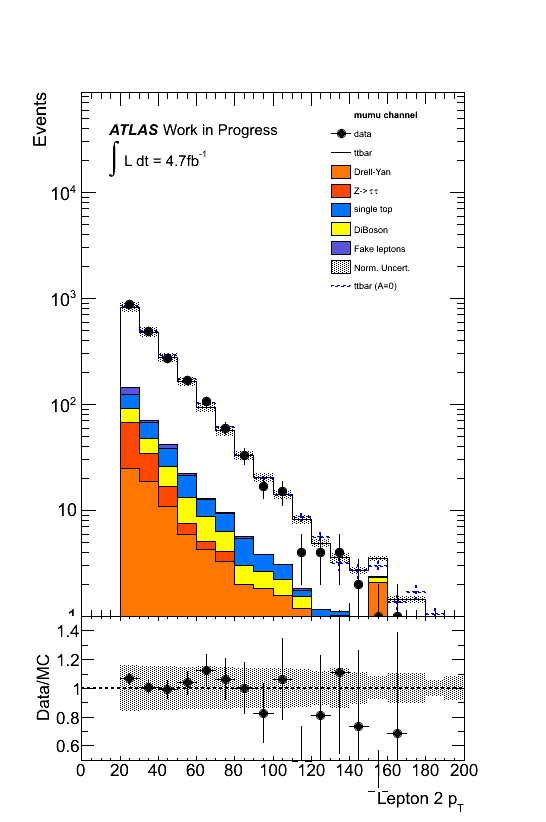 Events
ATLAS Work in Progress
∫ L dt = 4.7fb⁻¹
mumu channel
data
ttbar
Drell-Yan
Z->ττ
single top
DiBoson
Fake leptons
Norm. Uncert.
ttbar (A=0)
10⁴
10³
10²
10
1
Data/MC
1.4
1.2
1
0.8
0.6
0 20 40 60 80 100 120 140 160 180 200
Lepton 2 p_T